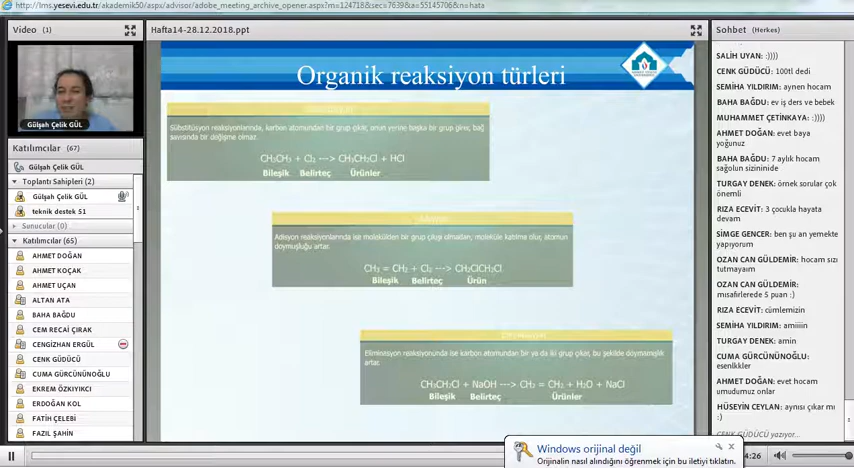 http://lms.yesevi.edu.tr/akademik50/aspx/advisor/adobe_meeting_archive_opener.aspx?m=124718&sec=7639&a=55145706&n=hats
Video (1)
Gülşah Çelik GÜL
Katılımcılar (67)
Gülşah Çelik GÜL
Toplantı Sahipleri (2)
Gülşah Çelik GÜL
teknik destek 51
Sunucular (0)
Katılımcılar (65)
AHMET DOĞAN
AHMET KOÇAK
AHMET UÇAN
ALTAN ATA
BAHA BAĞDU
CEM RECAİ ÇIRAK
CENGİZHAN ERGÜL
CENK GÜDÜCÜ
CUMA GÜRCÜNÜNOĞLU
EKREM ÖZKIYIKCI
ERDOĞAN KOL
FATİH ÇELEBİ
FAZIL ŞAHİN
Hafta14-28.12.2018.ppt
Organik reaksiyon türleri
Sübstitüsyon reaksiyonlarında, karbon atomundan bir grup çıkar, onun yerine başka bir grup girer, bağ
sayısında bir değişme olmaz.
CH₃CH₃ + Cl₂ ---> CH₃CH₂Cl + HCl
Bileşik Belirteç Ürünler
Adisyon reaksiyonlarında ise molekülden bir grup çıkışı olmadan, moleküle katılma olur, atomun
doymuşluğu artar.
CH₂ = CH₂ + Cl₂ ---> CH₂ClCH₂Cl
Bileşik Belirteç Ürün
Eliminasyon reaksiyonunda ise karbon atomundan bir ya da iki grup çıkar, bu şekilde doymamışlık
artar.
CH₃CH₂Cl + NaOH ---> CH₂ = CH₂ + H₂O + NaCl
Bileşik Belirteç Ürünler
Sohbet (Herkes)
SALİH UYAN: :))))
CENK GÜDÜCÜ: 100tl dedi
SEMİHA YILDIRIM: aynen hocam
BAHA BAĞDU: ev iş ders ve bebek
MUHAMMET ÇETİNKAYA: :))))
AHMET DOĞAN: evet baya
yoğunuz
BAHA BAĞDU: 7 aylık hocam
sağolun sizininide
TURGAY DENEK: örnek sorular çok
önemli
RIZA ECEVİT: 3 çocukla hayata
devam
SİMGE GENCER: ben şu an yemekte
yapıyorum
OZAN CAN GÜLDEMİR: hocam sızı
tutmayaım
OZAN CAN GÜLDEMİR:
mısafırlerede 5 puan :)
RIZA ECEVİT: cümlemizin
SEMİHA YILDIRIM: amiiiin
TURGAY DENEK: amin
CUMA GÜRCÜNÜNOĞLU:
esenlkler
AHMET DOĞAN: evet hocam
umudumuz onlar
HÜSEYİN CEYLAN: aynısı çıkar mı
:)
CENK GÜDÜCÜ yazıyor...
Windows orijinal değil
Orijinalin nasıl alındığını öğrenmek için bu iletiyi tıklatın.
4:26